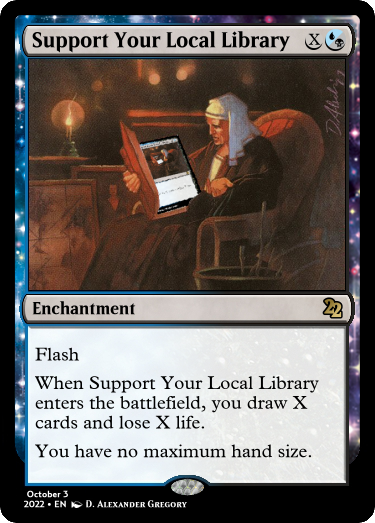 Support Your Local Library X
Enchantment 22
Flash
When Support Your Local Library
enters the battlefield, you draw X
cards and lose X life.
You have no maximum hand size.
October 3
2022 • EN D. Alexander Gregory